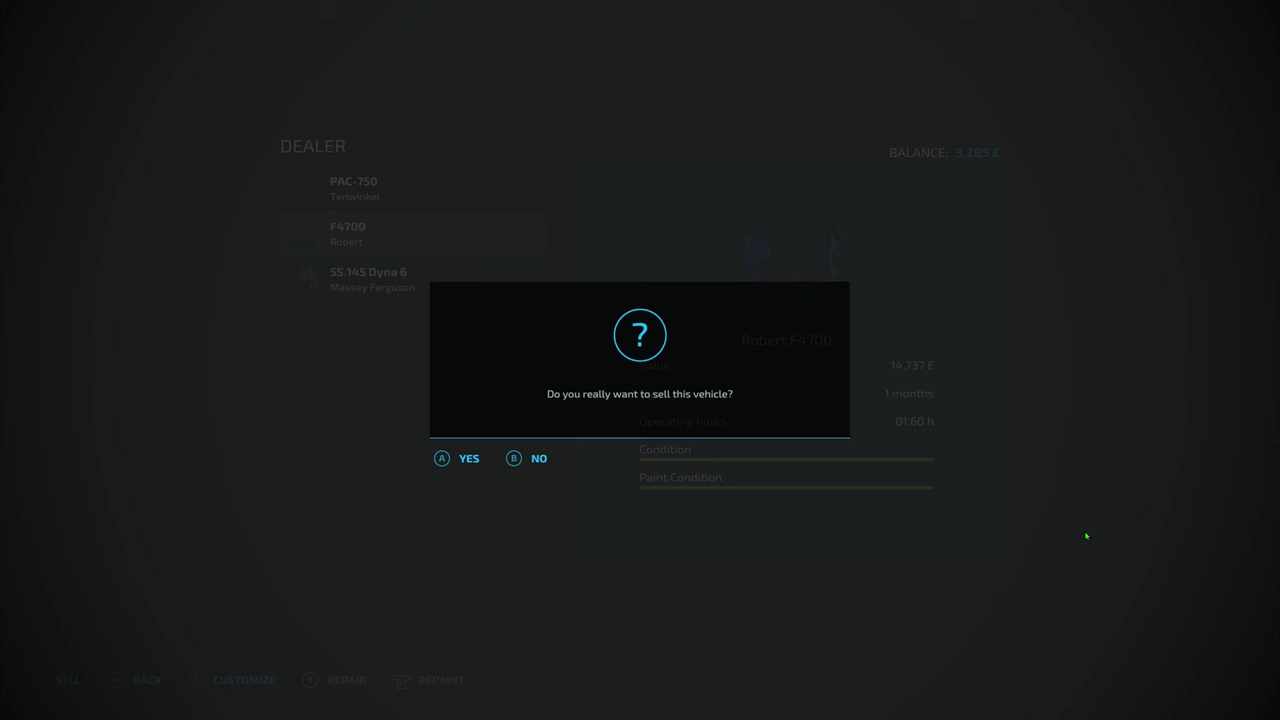 DEALER
BALANCE: 3,285 £
PAC-750
Tenwinkel
F4700
Robert
5S.145 Dyna 6
Massey Ferguson
?
Robert F4700
Value 14,737 £
Do you really want to sell this vehicle?
1 months
Operating hours 01:60 h
A YES B NO
Condition
Paint Condition
SELL BACK CUSTOMIZE Y REPAIR REPAINT